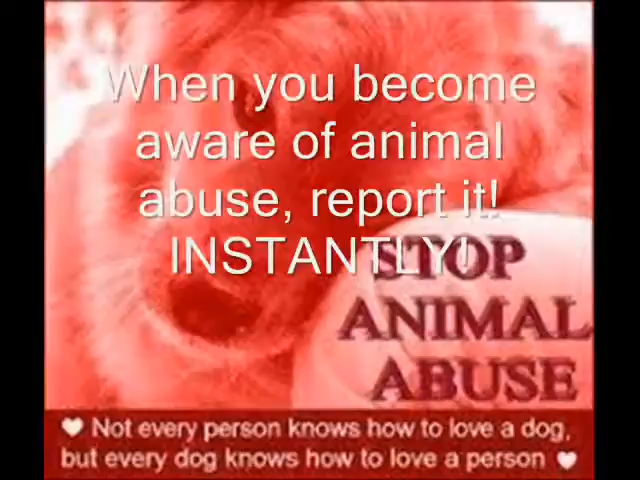 When you become
aware of animal
abuse, report it!
INSTANTLY!
STOP
ANIMAL
ABUSE
Not every person knows how to love a dog,
but every dog knows how to love a person